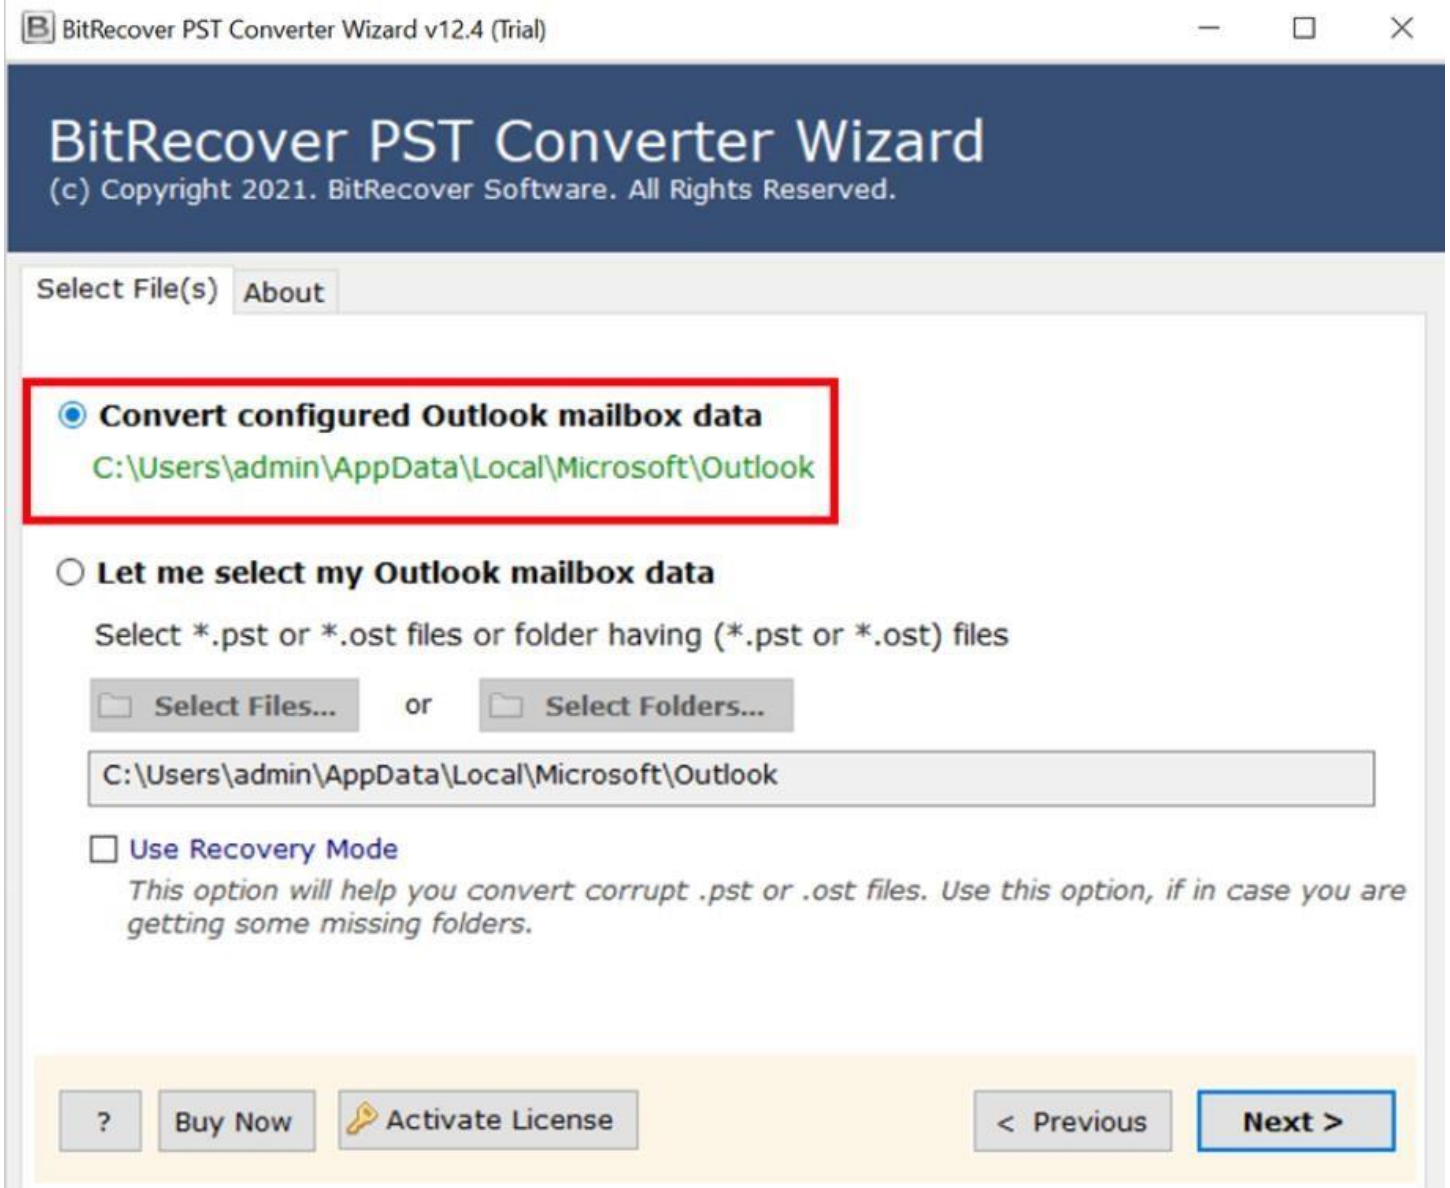 BitRecover PST Converter Wizard v12.4 (Trial)
BitRecover PST Converter Wizard
(c) Copyright 2021. BitRecover Software. All Rights Reserved.
Select File(s) About
Convert configured Outlook mailbox data
C:\Users\admin\AppData\Local\Microsoft\Outlook
Let me select my Outlook mailbox data
Select *.pst or *.ost files or folder having (*.pst or *.ost) files
Select Files... or Select Folders...
C:\Users\admin\AppData\Local\Microsoft\Outlook
Use Recovery Mode
This option will help you convert corrupt .pst or .ost files. Use this option, if in case you are
getting some missing folders.
? Buy Now Activate License < Previous Next >